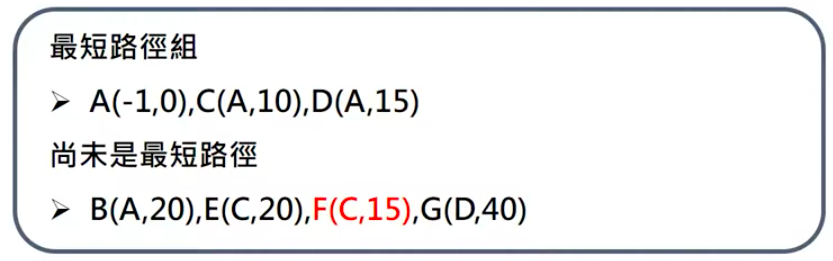 最短路徑組
➢ A(-1,0),C(A,10),D(A,15)
尚未是最短路徑
➢ B(A,20),E(C,20),F(C,15),G(D,40)